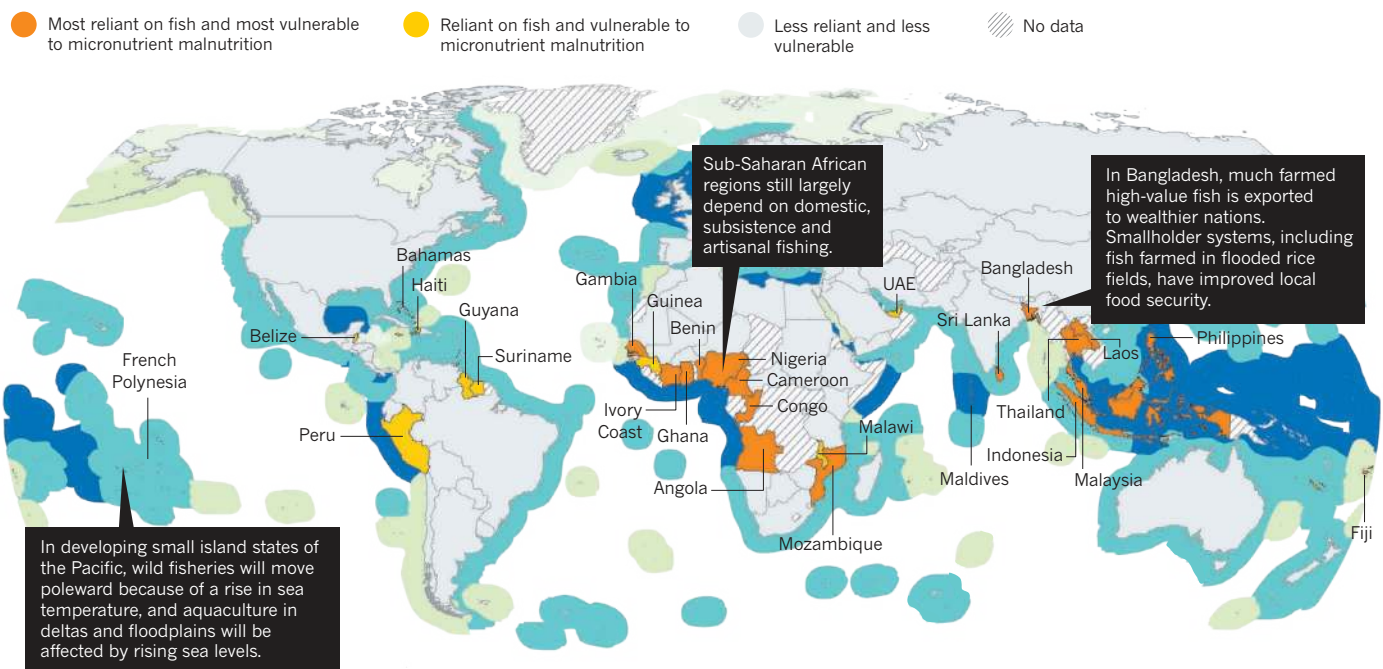 Most reliant on fish and most vulnerable
to micronutrient malnutrition
Reliant on fish and vulnerable to
micronutrient malnutrition
Less reliant and less
vulnerable
No data
Sub-Saharan African
regions still largely
depend on domestic,
subsistence and
artisanal fishing.
In Bangladesh, much farmed
high-value fish is exported
to wealthier nations.
Smallholder systems, including
fish farmed in flooded rice
fields, have improved local
food security.
Bahamas
Haiti
Guyana
Belize
Suriname
French
Polynesia
Peru
Gambia
Guinea
Benin
Nigeria
Cameroon
Congo
Ivory
Coast
Ghana
Malawi
Angola
Mozambique
UAE
Bangladesh
Sri Lanka
Philippines
Laos
Thailand
Indonesia
Maldives
Malaysia
Fiji
In developing small island states of
the Pacific, wild fisheries will move
poleward because of a rise in sea
temperature, and aquaculture in
deltas and floodplains will be
affected by rising sea levels.